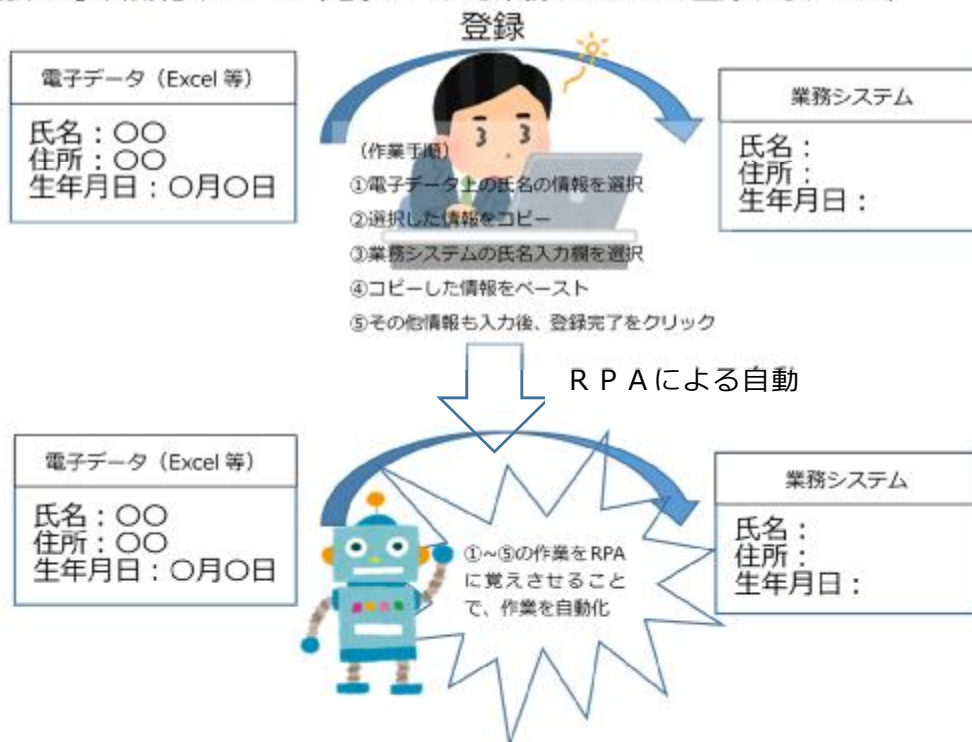 登録
電子データ（Excel 等）
氏名：〇〇
住所：〇〇
生年月日：〇月〇日
業務システム
氏名：
住所：
生年月日：
（作業手順）
①電子データ上の氏名の情報を選択
②選択した情報をコピー
③業務システムの氏名入力欄を選択
④コピーした情報をペースト
⑤その他情報も入力後、登録完了をクリック
ＲＰＡによる自動
電子データ（Excel 等）
氏名：〇〇
住所：〇〇
生年月日：〇月〇日
①~⑤の作業をRPA
に覚えさせること
で、作業を自動化
業務システム
氏名：
住所：
生年月日：